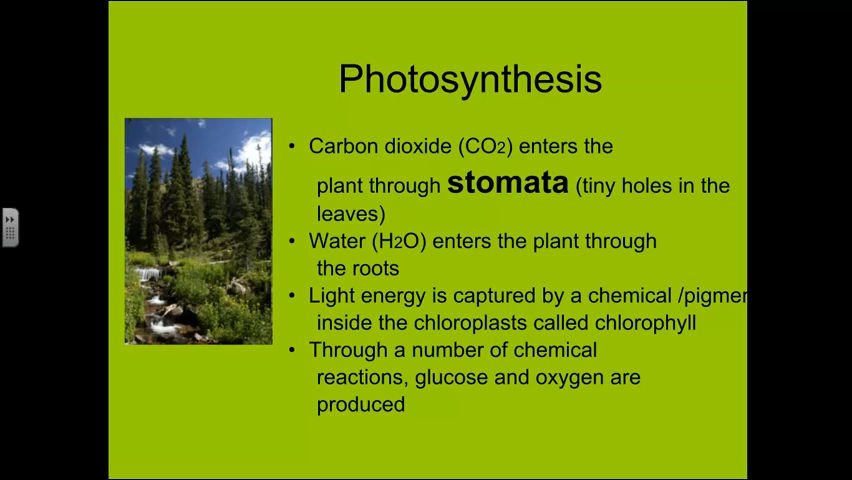 Photosynthesis
• Carbon dioxide (CO2) enters the
plant through stomata (tiny holes in the
leaves)
• Water (H2O) enters the plant through
the roots
• Light energy is captured by a chemical /pigmer
inside the chloroplasts called chlorophyll
• Through a number of chemical
reactions, glucose and oxygen are
produced